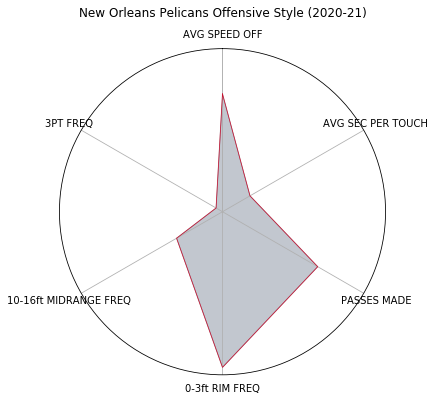 New Orleans Pelicans Offensive Style (2020-21)
AVG SPEED OFF
3PT FREQ
AVG SEC PER TOUCH
10-16ft MIDRANGE FREQ
PASSES MADE
0-3ft RIM FREQ